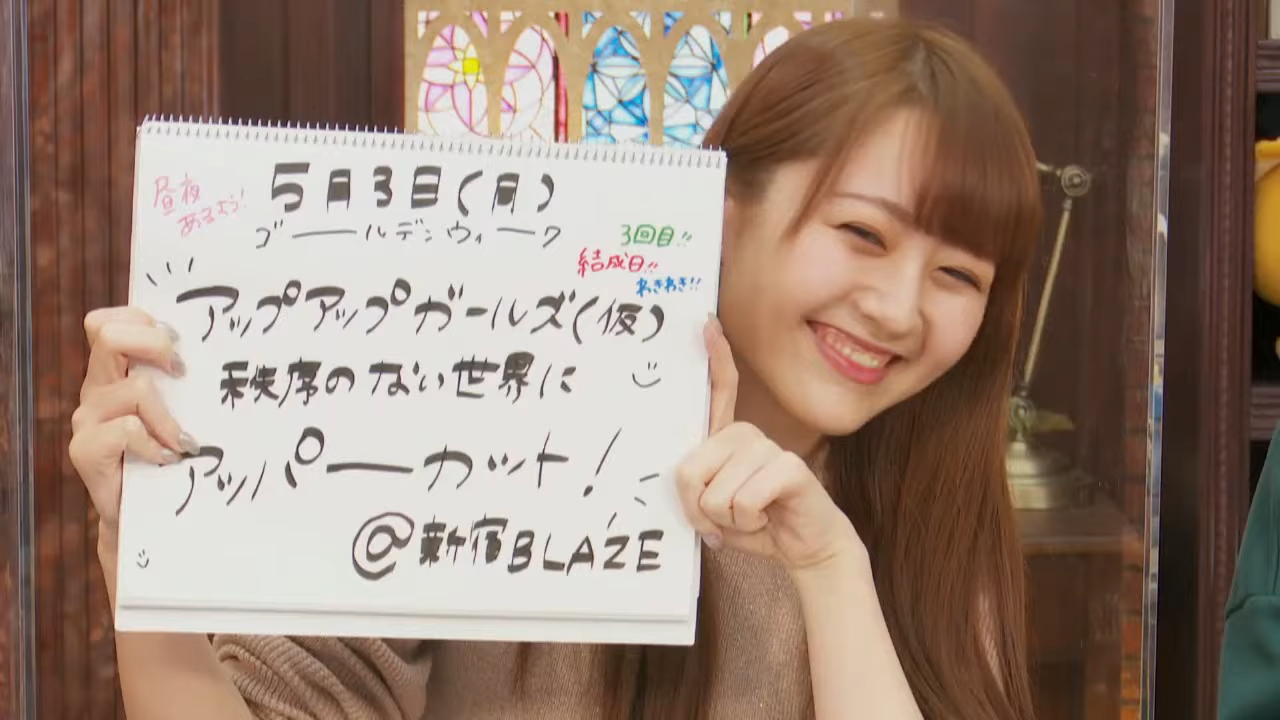 昼夜
あるよう!
5月3日(月)
ゴールデンウィーク
3回目!!
結成日!!
わきわき!!
アップアップガールズ(仮)
秩序のない世界に
アッパーカット!
@新宿BLAZE